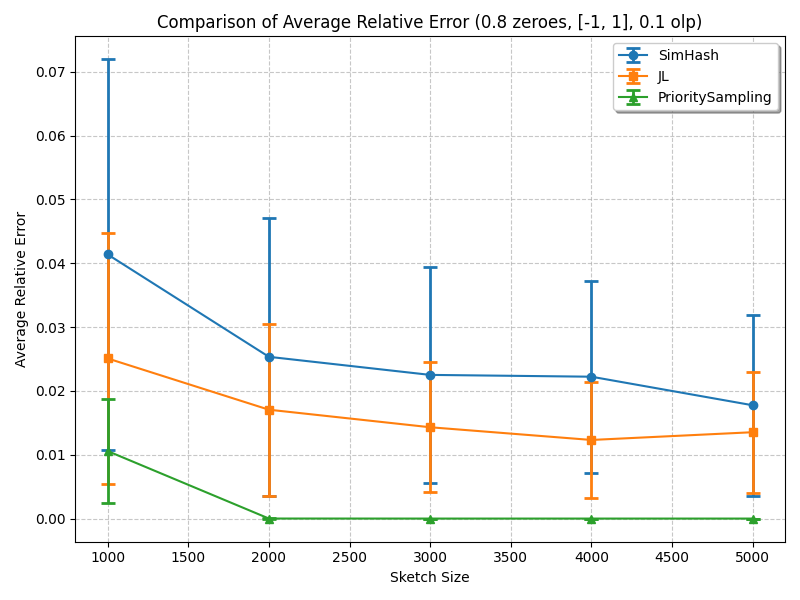 Comparison of Average Relative Error (0.8 zeroes, [-1, 1], 0.1 olp)
SimHash
JL
PrioritySampling
Average Relative Error
0.07
0.06
0.05
0.04
0.03
0.02
0.01
0.00
1000 1500 2000 2500 3000 3500 4000 4500 5000
Sketch Size